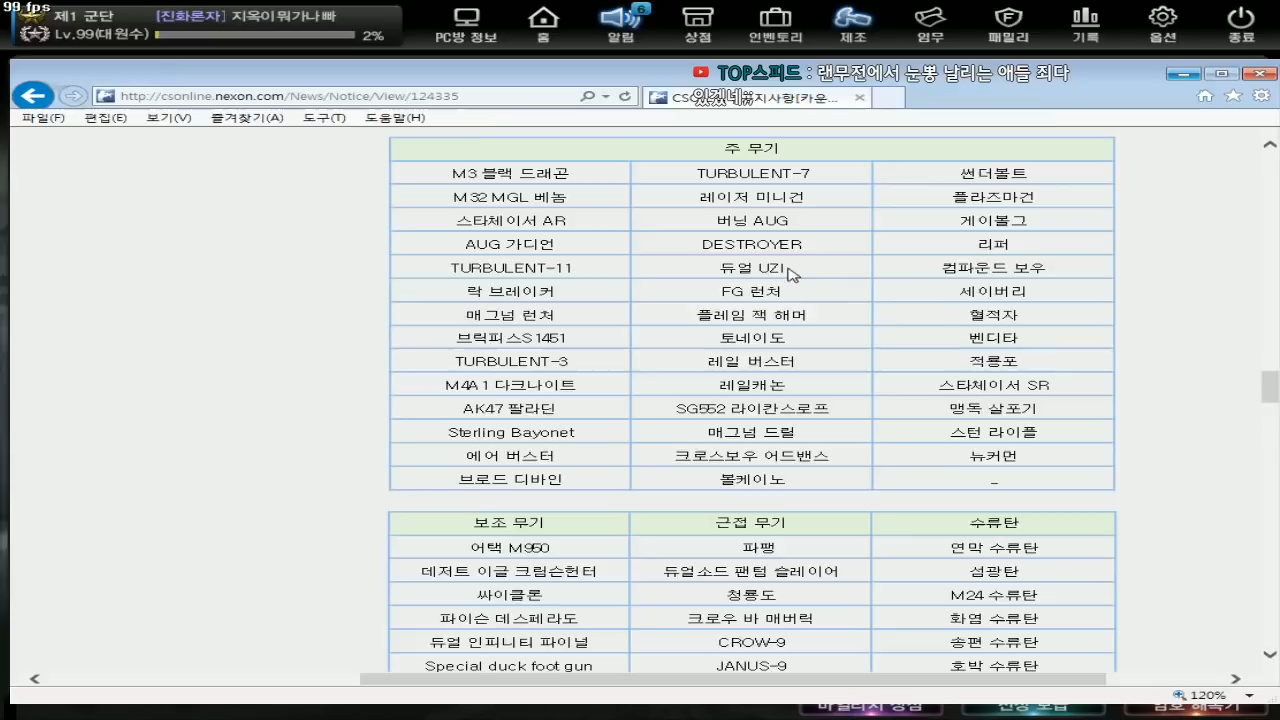 99 fps
제1 군단 [진화론자] 지옥이뭐가나빠
Lv.99(대원수) 2%
6
PC방 정보 홈 알림 상점 인벤토리 제조 임무 패밀리 기록 옵션 종료
TOP스피드 : 랜무전에서 눈뽕 날리는 애들 죄다
있겠네;;
http://csonline.nexon.com/News/Notice/View/124335
지사항[카운...
파일(F) 편집(E) 보기(V) 즐겨찾기(A) 도구(T) 도움말(H)
주 무기
M3 블랙 드래곤 TURBULENT-7 썬더볼트
M32 MGL 베놈 레이저 미니건 플라즈마건
스타체이서 AR 버닝 AUG 게이볼그
AUG 가디언 DESTROYER 리퍼
TURBULENT-11 듀얼 UZI 컴파운드 보우
락 브레이커 FG 런처 세이버리
매그넘 런처 플레임 잭 해머 혈적자
브릭피스S1451 토네이도 벤디타
TURBULENT-3 레일 버스터 적룡포
M4A1 다크나이트 레일캐논 스타체이서 SR
AK47 팔라딘 SG552 라이칸스로프 맹독 살포기
Sterling Bayonet 매그넘 드릴 스턴 라이플
에어 버스터 크로스보우 어드밴스 뉴커먼
브로드 디바인 볼케이노 -
보조 무기 근접 무기 수류탄
어택 M950 파팽 연막 수류탄
데저트 이글 크림슨헌터 듀얼소드 팬텀 슬레이어 섬광탄
싸이클론 청룡도 M24 수류탄
파이슨 데스페라도 크로우 바 매버릭 화염 수류탄
듀얼 인피니티 파이널 CROW-9 송편 수류탄
Special duck foot gun JANUS-9 호박 수류탄
120%